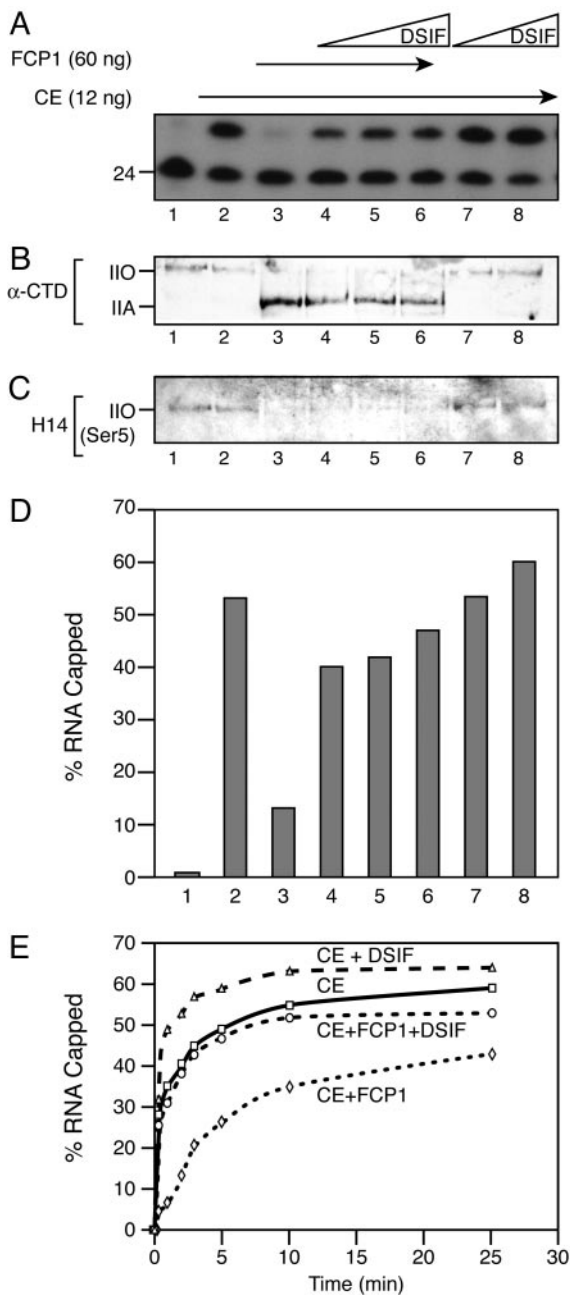 A
DSIF DSIF
FCP1 (60 ng)
CE (12 ng)
24
1 2 3 4 5 6 7 8
B
α-CTD
IIO
IIA
1 2 3 4 5 6 7 8
C
H14
IIO
(Ser5)
1 2 3 4 5 6 7 8
D
% RNA Capped
70
60
50
40
30
20
10
0
1 2 3 4 5 6 7 8
E
% RNA Capped
70
60
50
40
30
20
10
0
CE + DSIF
CE
CE+FCP1+DSIF
CE+FCP1
0 5 10 15 20 25 30
Time (min)